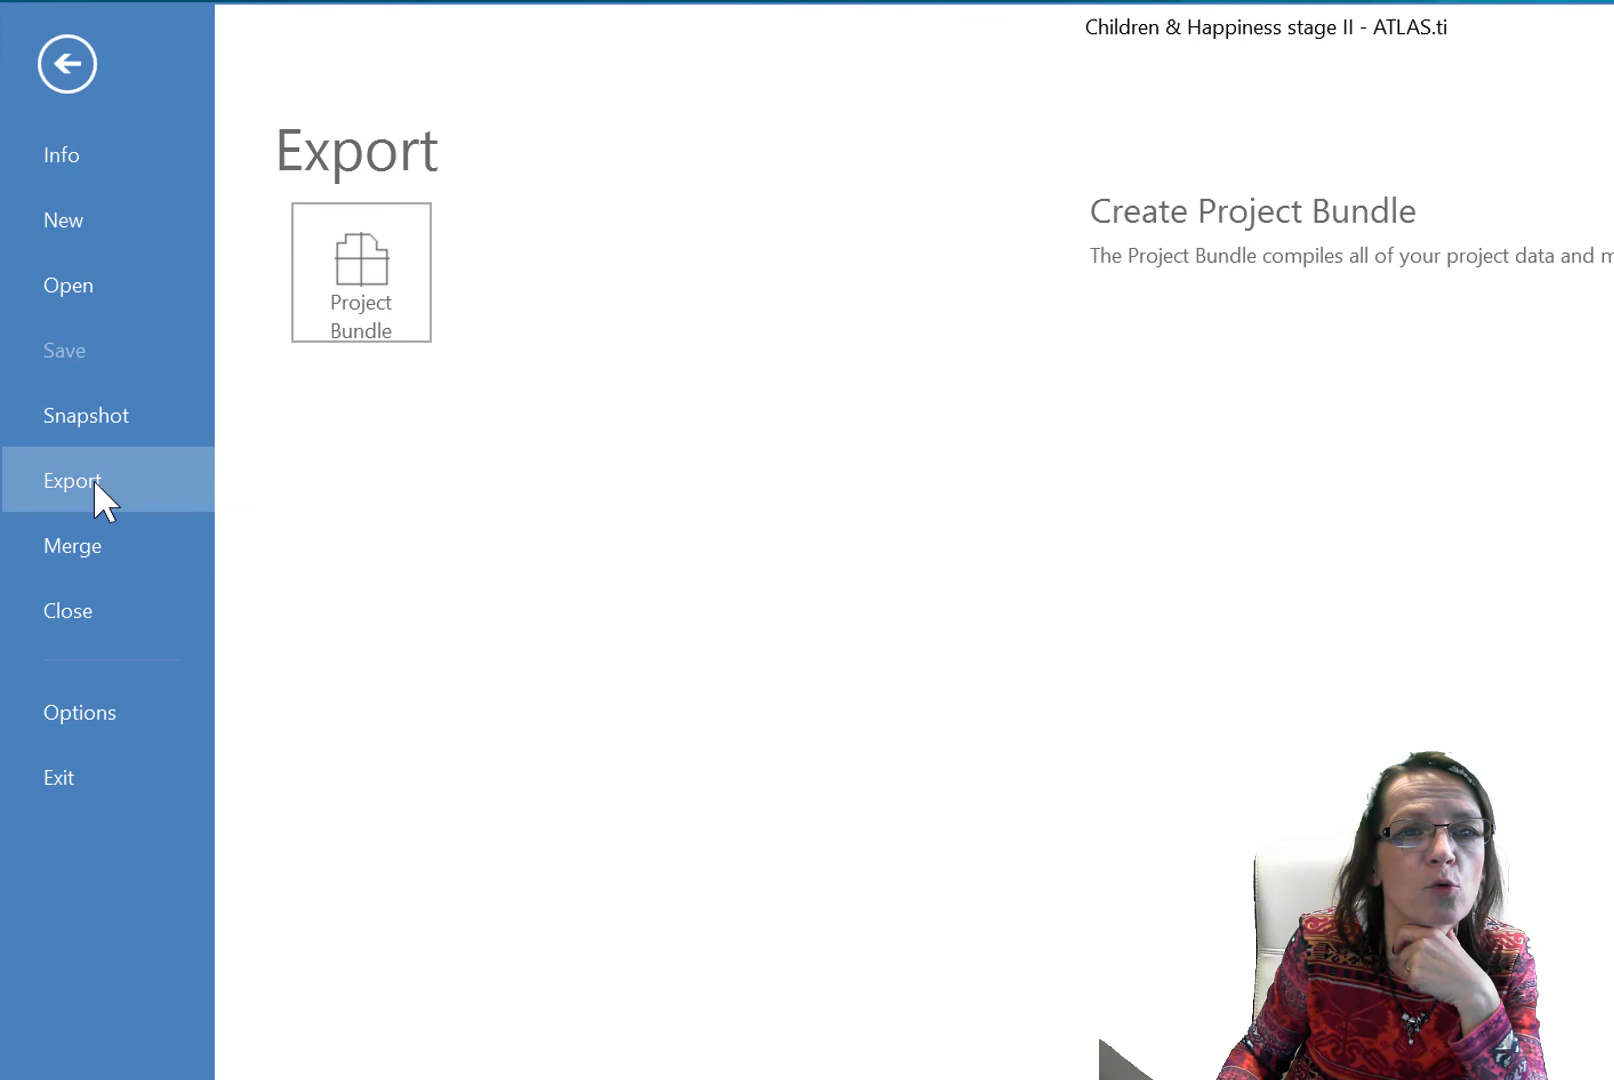 Children & Happiness stage II - ATLAS.ti
Info
New
Open
Save
Snapshot
Export
Merge
Close
Options
Exit
Export
Project
Bundle
Create Project Bundle
The Project Bundle compiles all of your project data and m